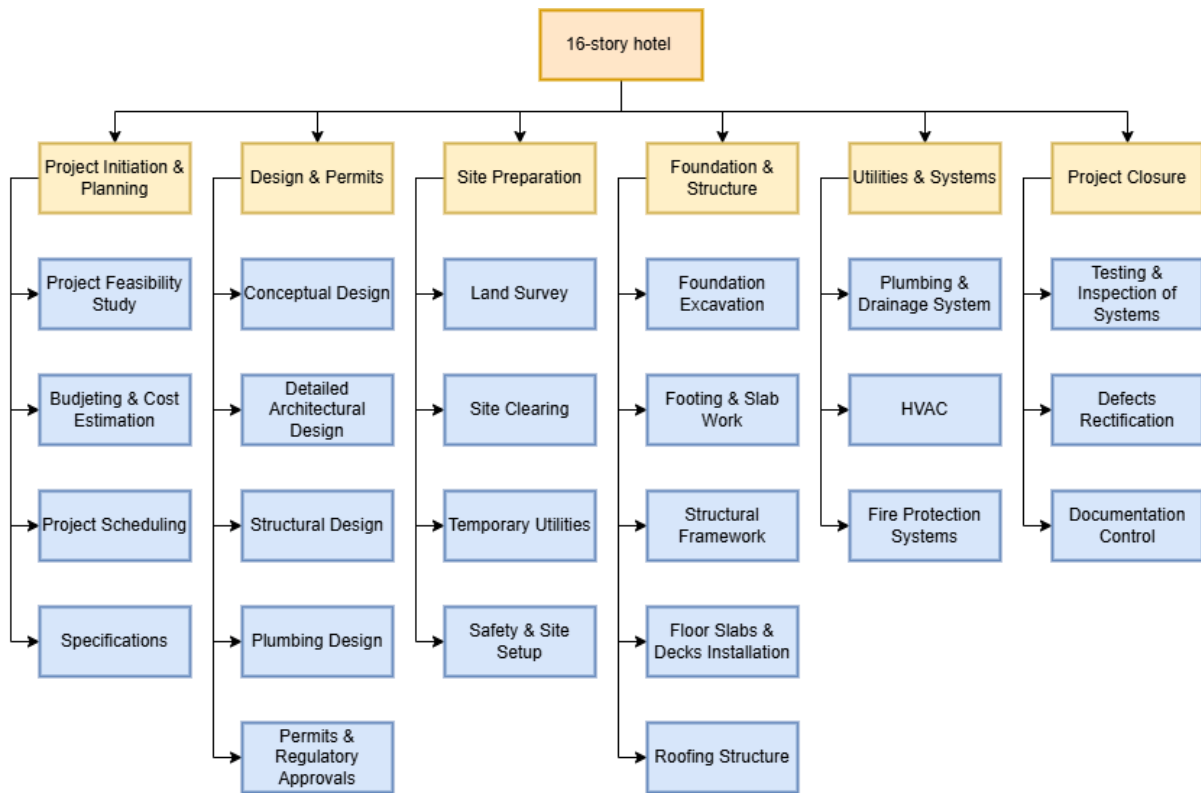 16-story hotel
Project Initiation &
Planning
Design & Permits
Site Preparation
Foundation &
Structure
Utilities & Systems
Project Closure
Project Feasibility
Study
Conceptual Design
Land Survey
Foundation
Excavation
Plumbing &
Drainage System
Testing &
Inspection of
Systems
Budjeting & Cost
Estimation
Detailed
Architectural
Design
Site Clearing
Footing & Slab
Work
HVAC
Defects
Rectification
Project Scheduling
Structural Design
Temporary Utilities
Structural
Framework
Fire Protection
Systems
Documentation
Control
Specifications
Plumbing Design
Safety & Site
Setup
Floor Slabs &
Decks Installation
Permits &
Regulatory
Approvals
Roofing Structure